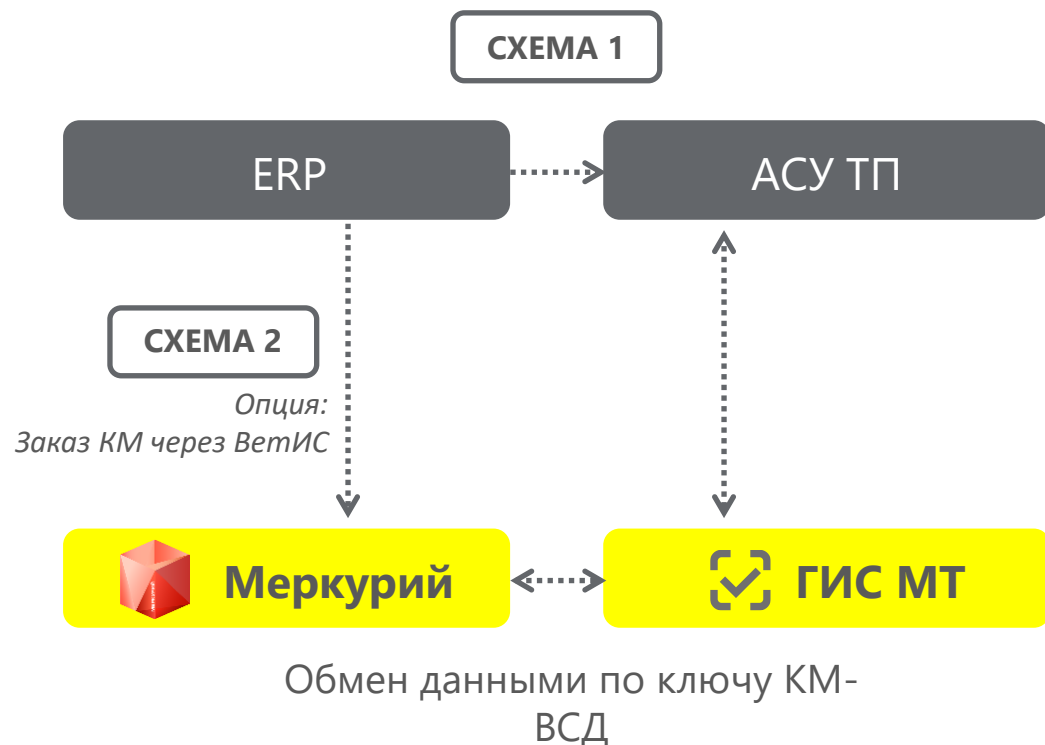 СХЕМА 1
ERP
АСУ ТП
СХЕМА 2
Опция:
Заказ КМ через ВетИС
Меркурий
ГИС МТ
Обмен данными по ключу КМ-
ВСД